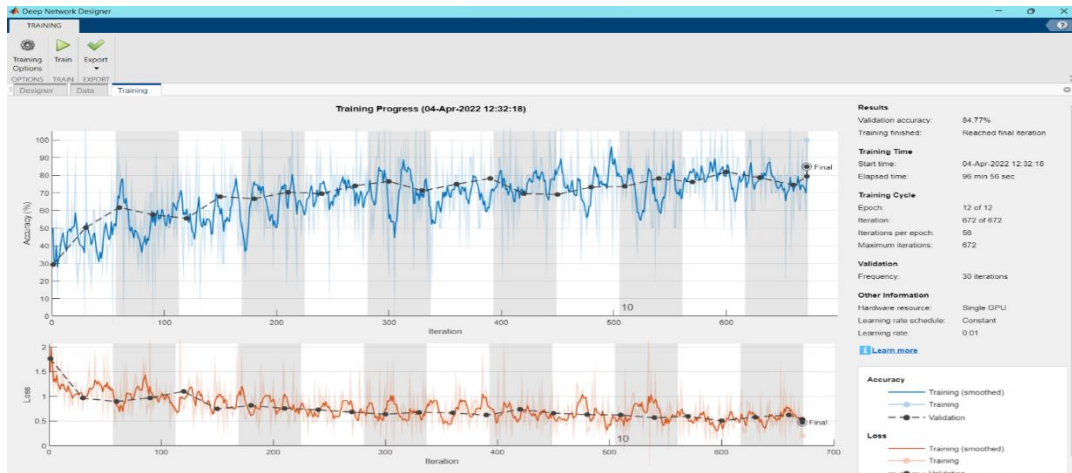 Deep Network Designer
TRAINING
Training Options
Train
Export
OPTIONS
TRAIN
EXPORT
Designer
Data
Training
Training Progress (04-Apr-2022 12:32:18)
100
90
80
70
60
50
40
30
20
10
0
Accuracy (%)
Final
10
0
100
200
300
400
500
600
Iteration
2
1.5
1
0.5
0
Loss
Final
10
0
100
200
300
400
500
600
700
Iteration
Results
Validation accuracy: 84.77%
Training finished: Reached final iteration
Training Time
Start time: 04-Apr-2022 12:32:18
Elapsed time: 96 min 56 sec
Training Cycle
Epoch: 12 of 12
Iteration: 672 of 672
Iterations per epoch: 56
Maximum iterations: 672
Validation
Frequency: 30 iterations
Other Information
Hardware resource: Single GPU
Learning rate schedule: Constant
Learning rate: 0.01
Learn more
Accuracy
Training (smoothed)
Training
Validation
Loss
Training (smoothed)
Training
Validation